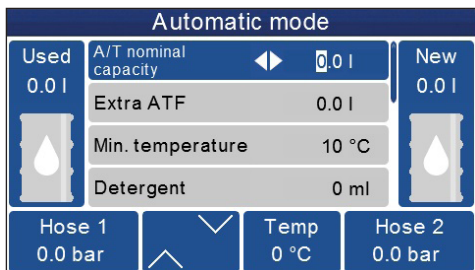 Automatic mode
Used
0.0 l
A/T nominal
capacity
0.0 l
Extra ATF
0.0 l
Min. temperature
10 °C
Detergent
0 ml
New
0.0 l
Hose 1
0.0 bar
Temp
0 °C
Hose 2
0.0 bar